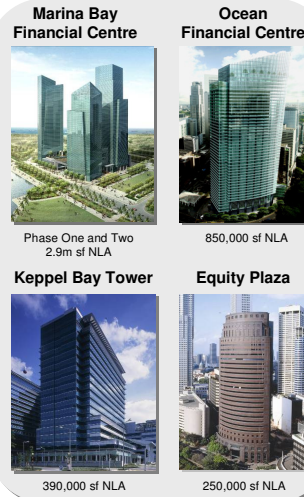 Marina Bay
Financial Centre
Phase One and Two
2.9m sf NLA
Ocean
Financial Centre
850,000 sf NLA
Keppel Bay Tower
390,000 sf NLA
Equity Plaza
250,000 sf NLA